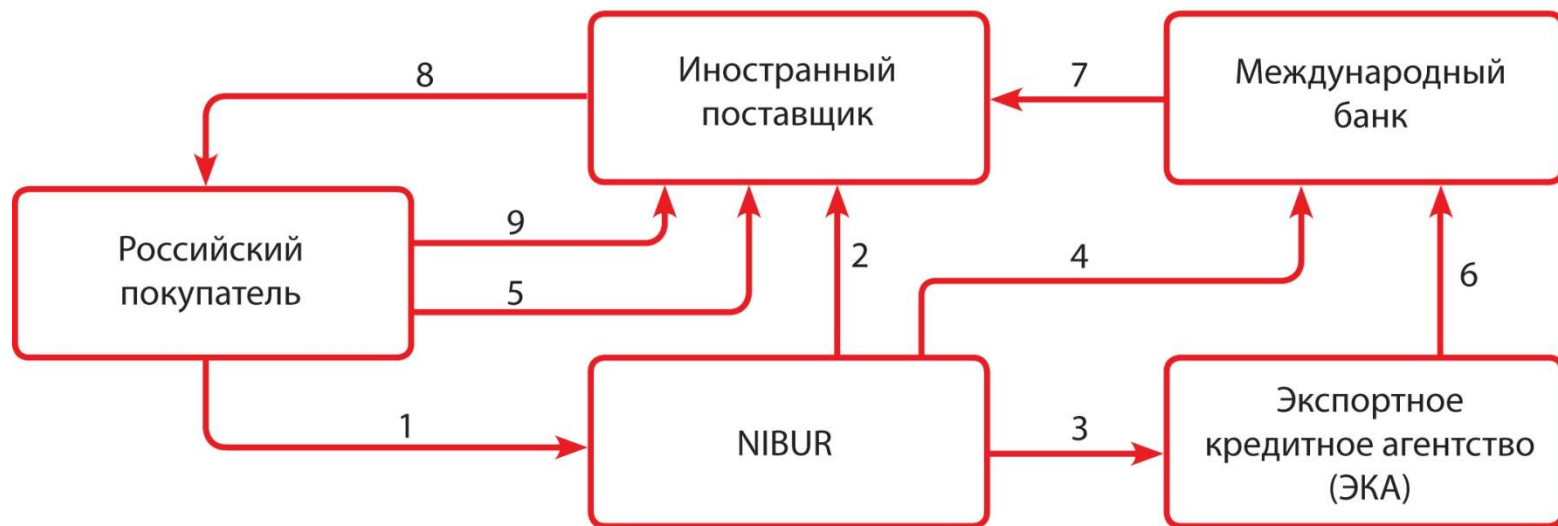 8
Иностранный
поставщик
7
Международный
банк
Российский
покупатель
9
5
2
4
6
1
NIBUR
3
Экспортное
кредитное агентство
(ЭКА)